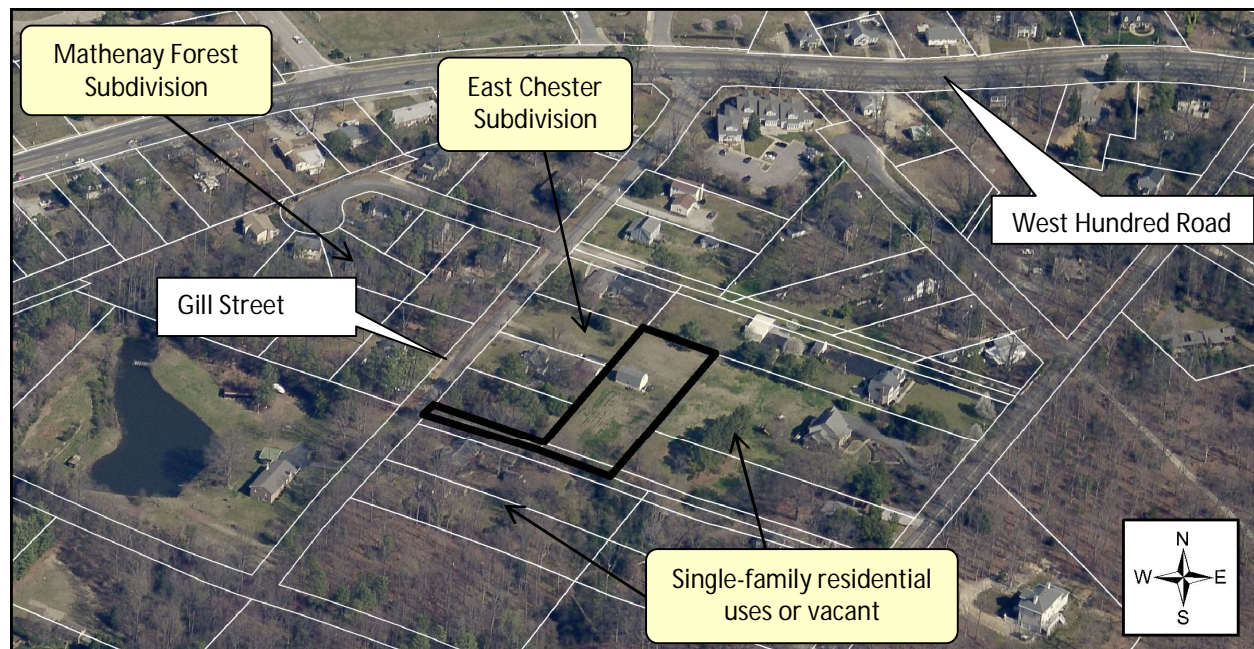 Mathenay Forest
Subdivision
East Chester
Subdivision
West Hundred Road
Gill Street
Single-family residential
uses or vacant
N
W
E
S